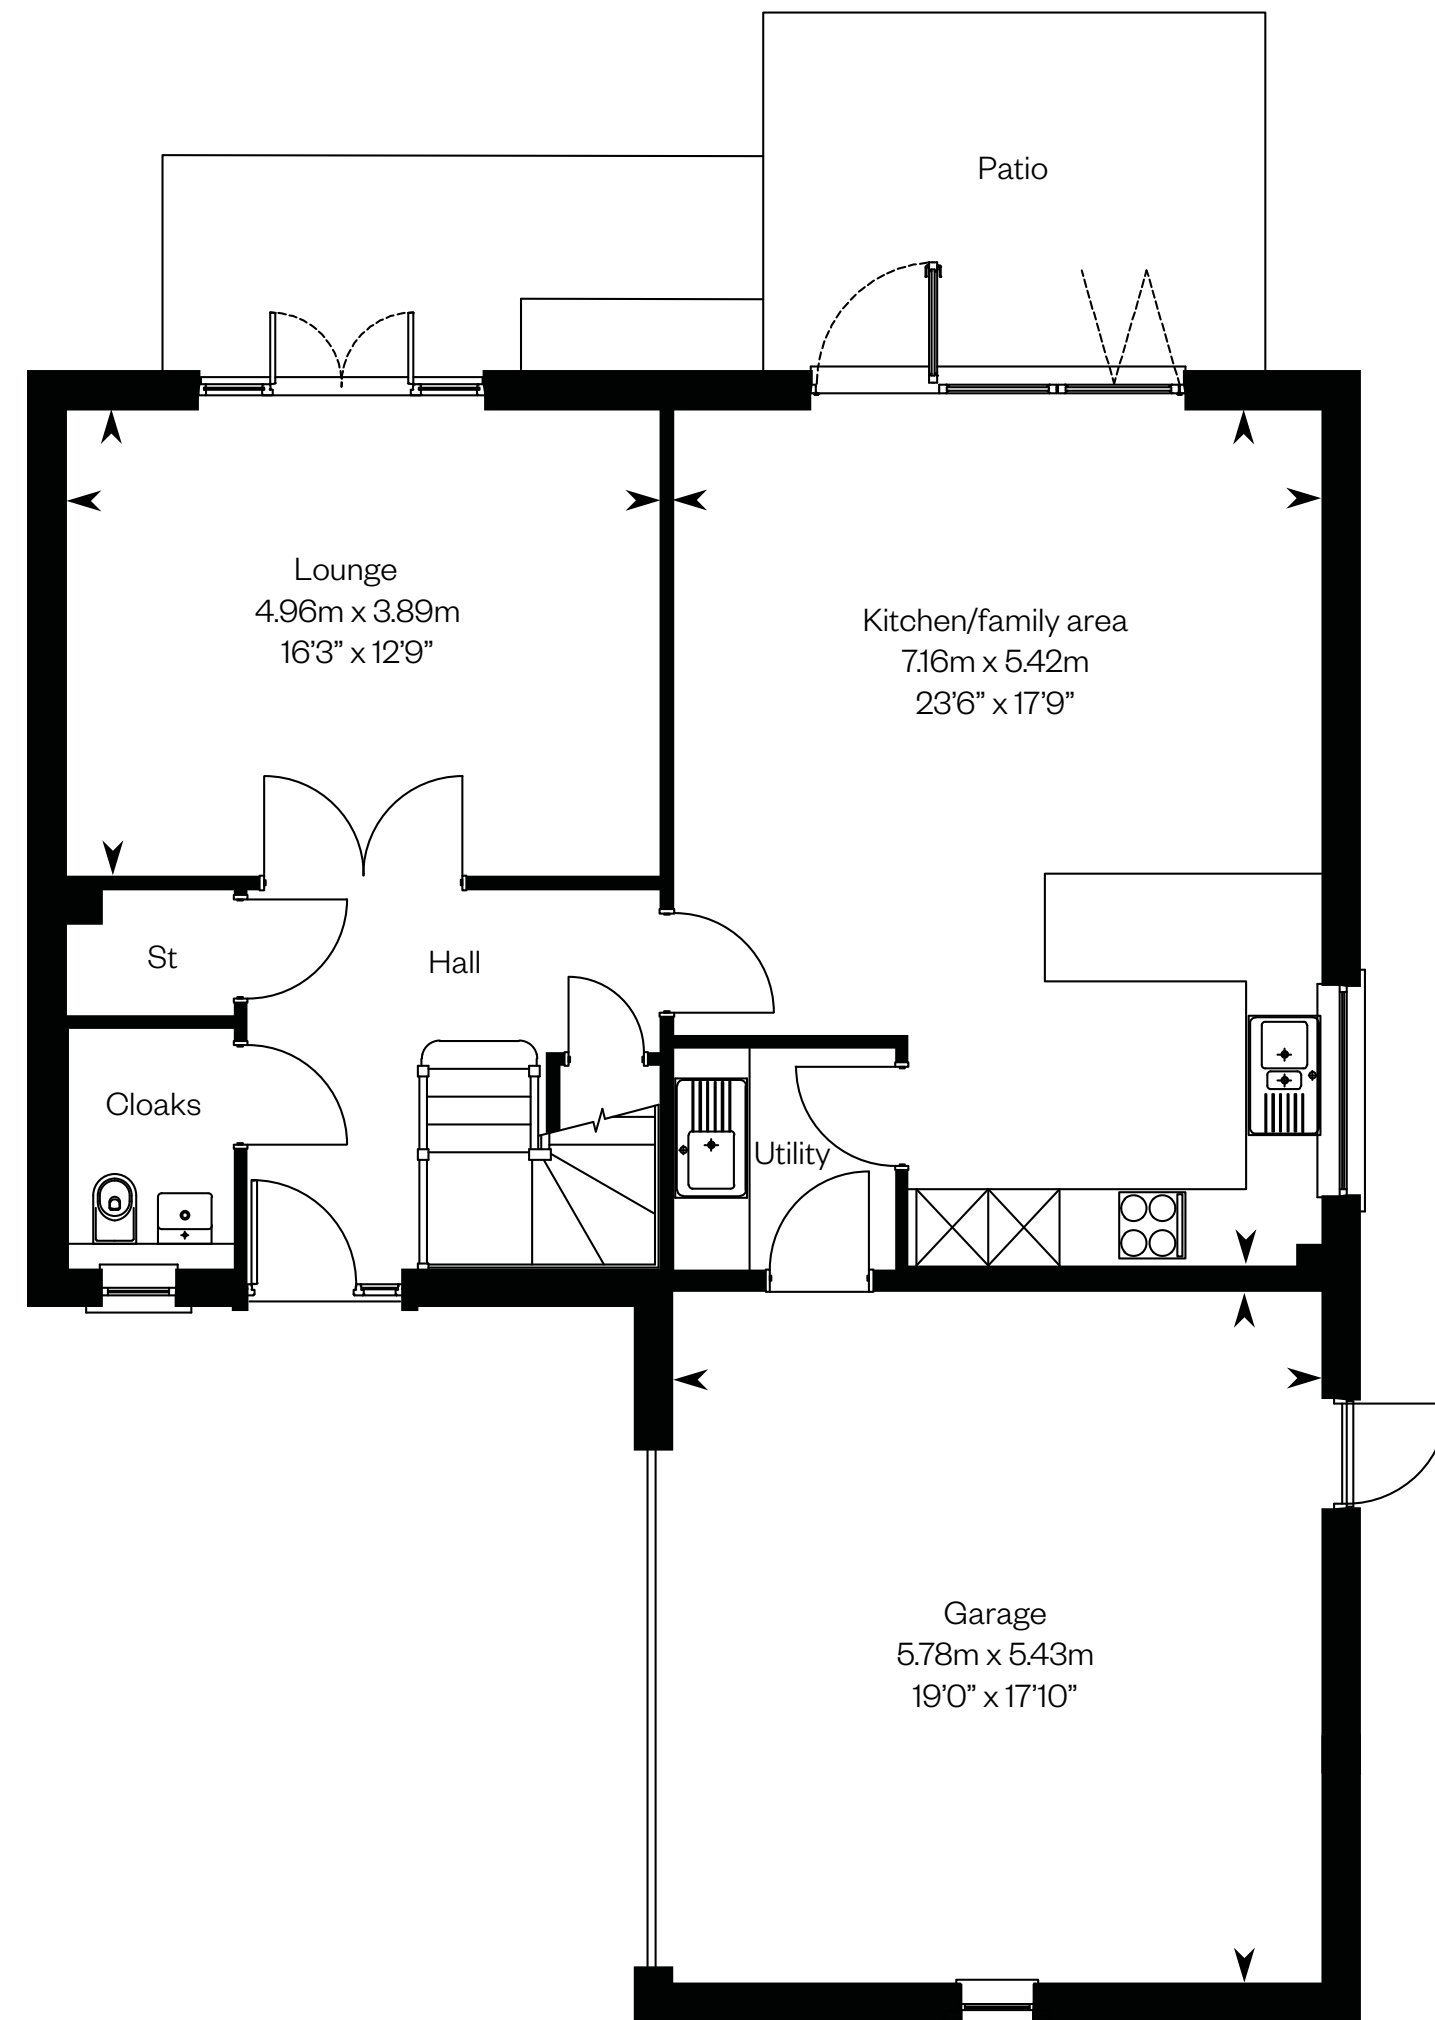 Patio
Lounge
4.96m x 3.89m
16’3” x 12’9”
Kitchen/family area
7.16m x 5.42m
23’6” x 17’9”
St
Hall
Cloaks
Utility
Garage
5.78m x 5.43m
19’0” x 17’10”